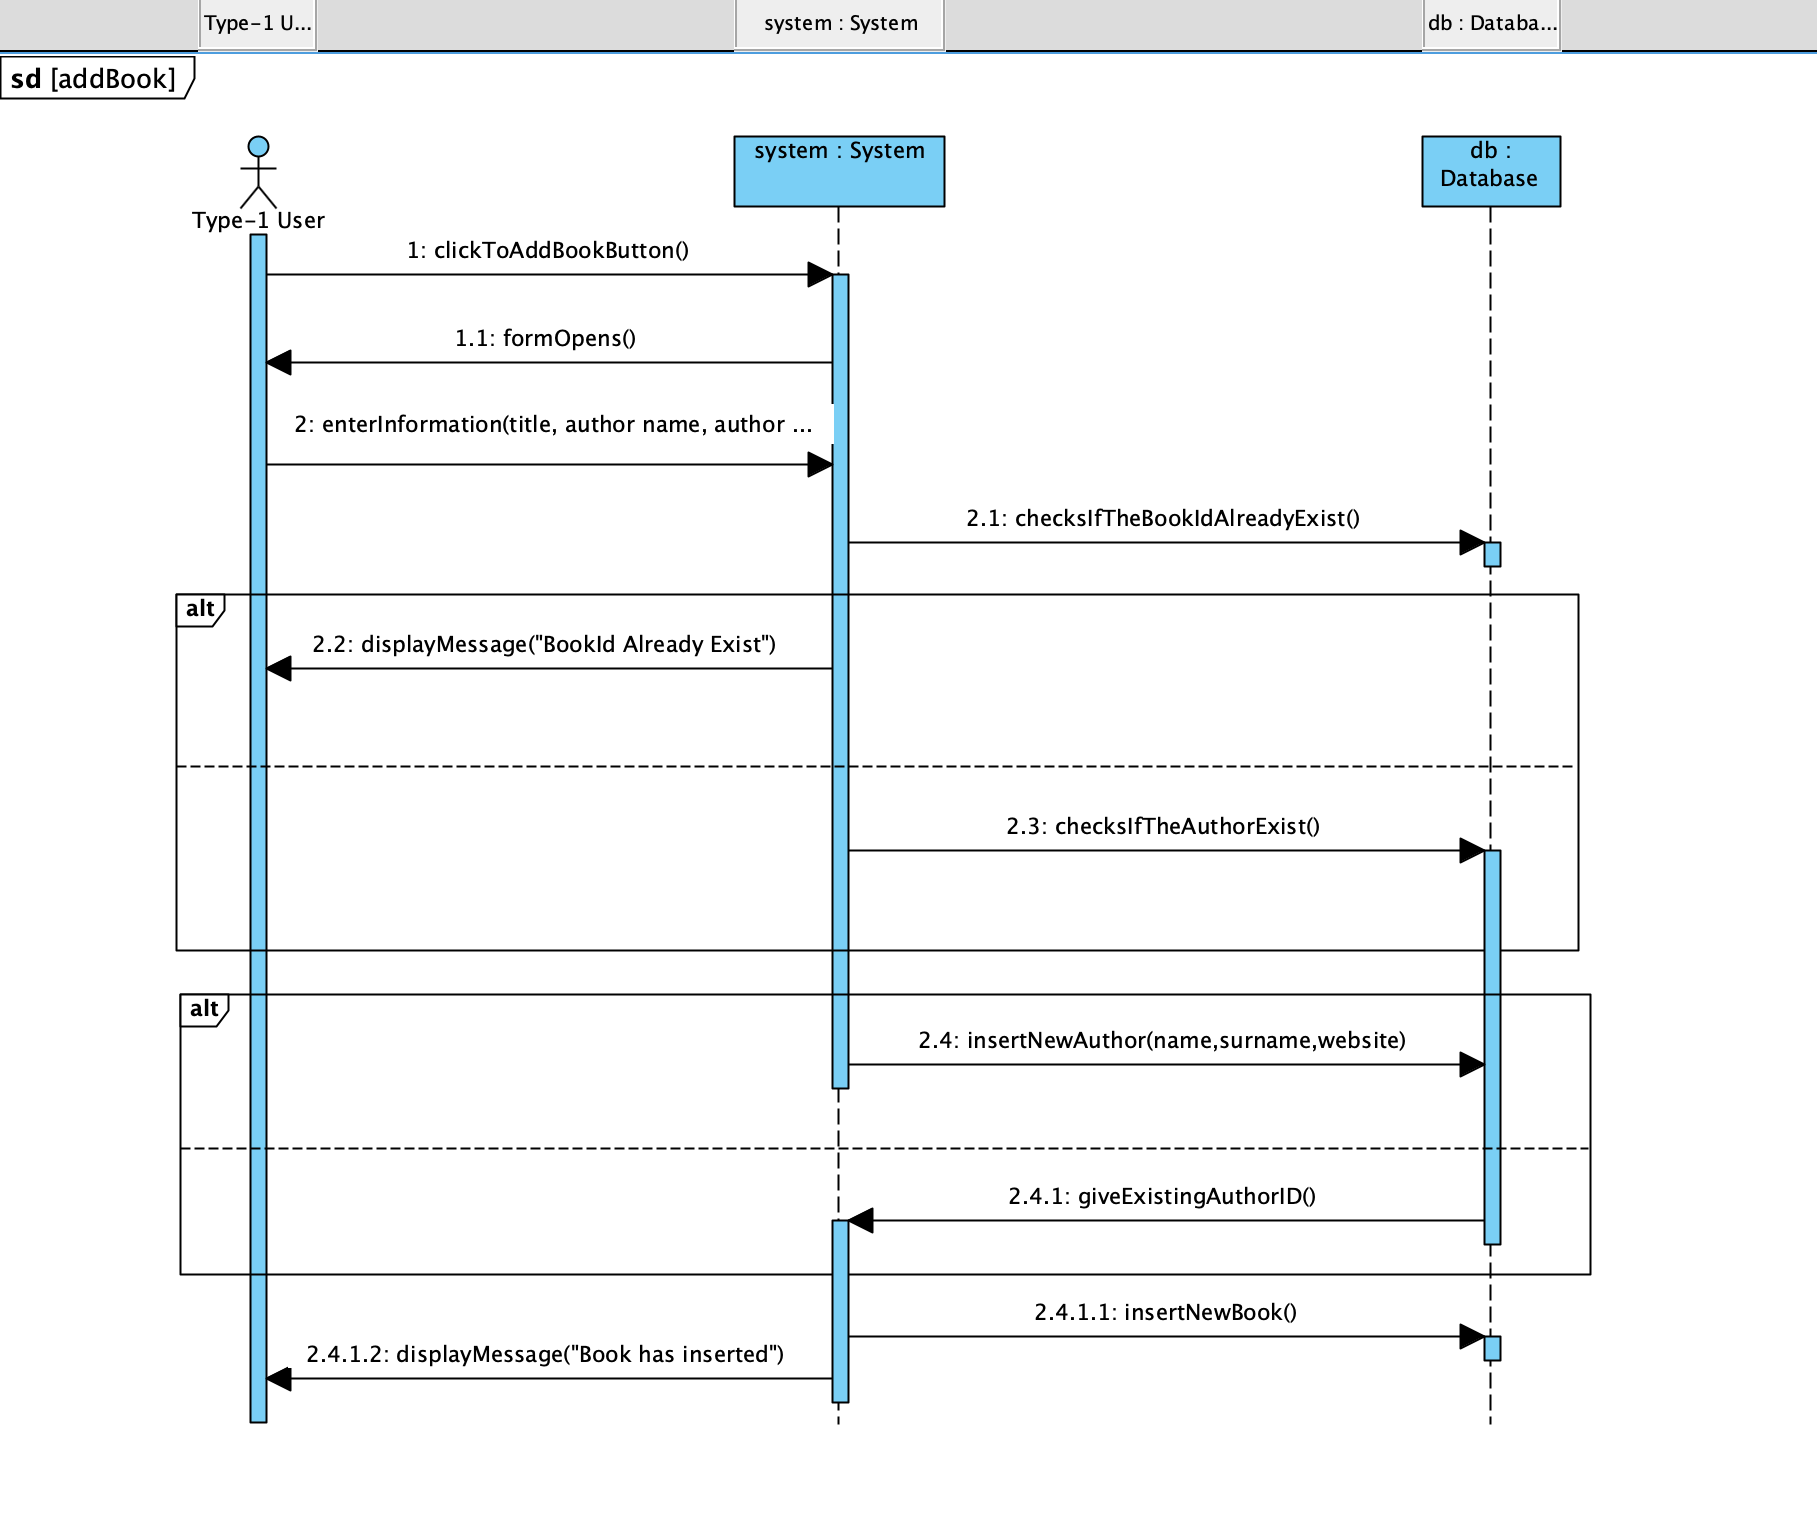 Type-1 U...
system : System
db : Databa...
sd [addBook]
Type-1 User
system : System
db :
Database
1: clickToAddBookButton()
1.1: formOpens()
2: enterInformation(title, author name, author ...
2.1: checksIfTheBookIdAlreadyExist()
alt
2.2: displayMessage("BookId Already Exist")
2.3: checksIfTheAuthorExist()
alt
2.4: insertNewAuthor(name,surname,website)
2.4.1: giveExistingAuthorID()
2.4.1.1: insertNewBook()
2.4.1.2: displayMessage("Book has inserted")